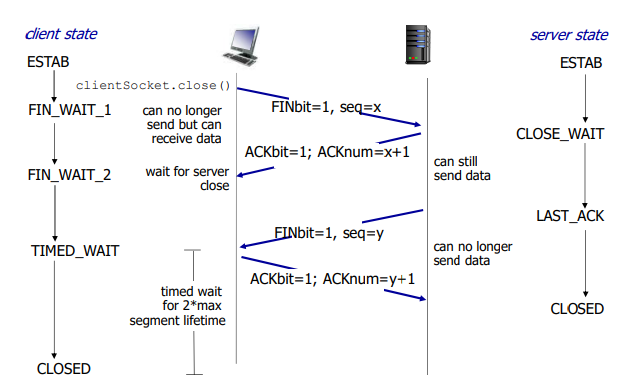 client state
server state
ESTAB
ESTAB
clientSocket.close()
FINbit=1, seq=x
FIN_WAIT_1
can no longer
send but can
receive data
CLOSE_WAIT
ACKbit=1; ACKnum=x+1
can still
send data
FIN_WAIT_2
wait for server
close
LAST_ACK
FINbit=1, seq=y
can no longer
send data
TIMED_WAIT
ACKbit=1; ACKnum=y+1
timed wait
for 2*max
segment lifetime
CLOSED
CLOSED